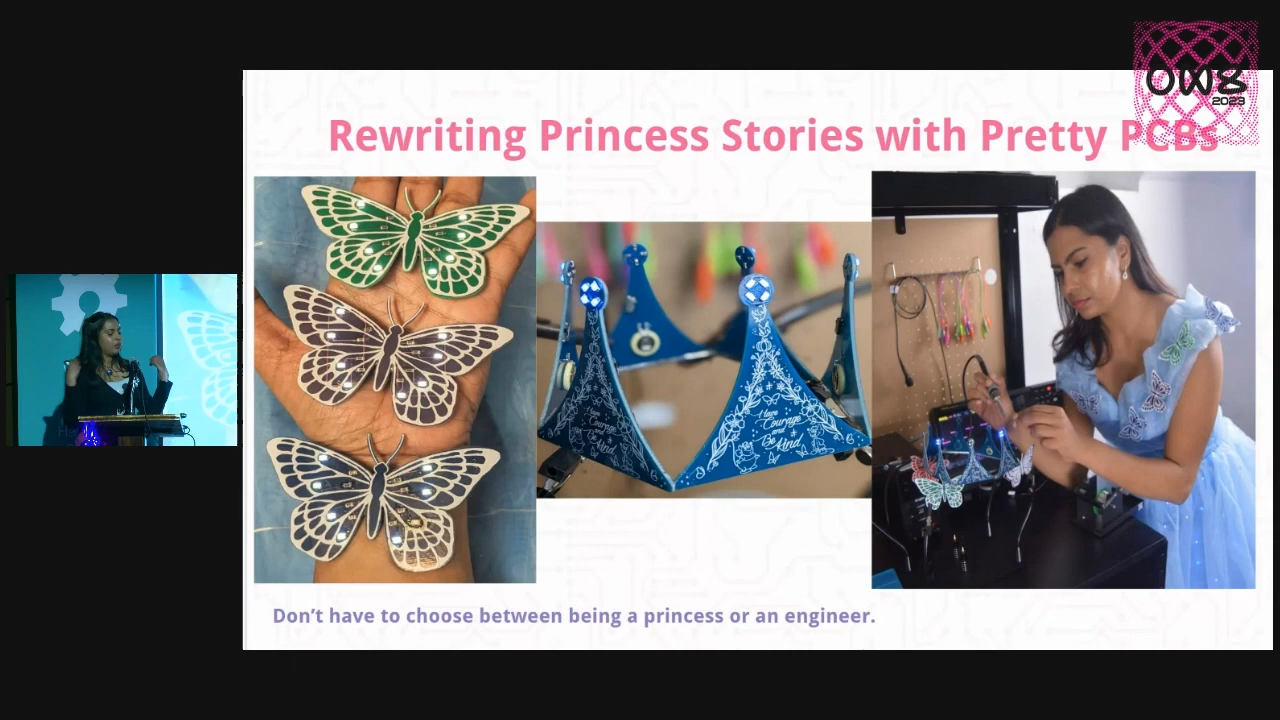 OW8
2023
Rewriting Princess Stories with Pretty PCBs
Have
Courage
and
Be
Kind
Have
Courage
and
Be
Kind
Don't have to choose between being a princess or an engineer.